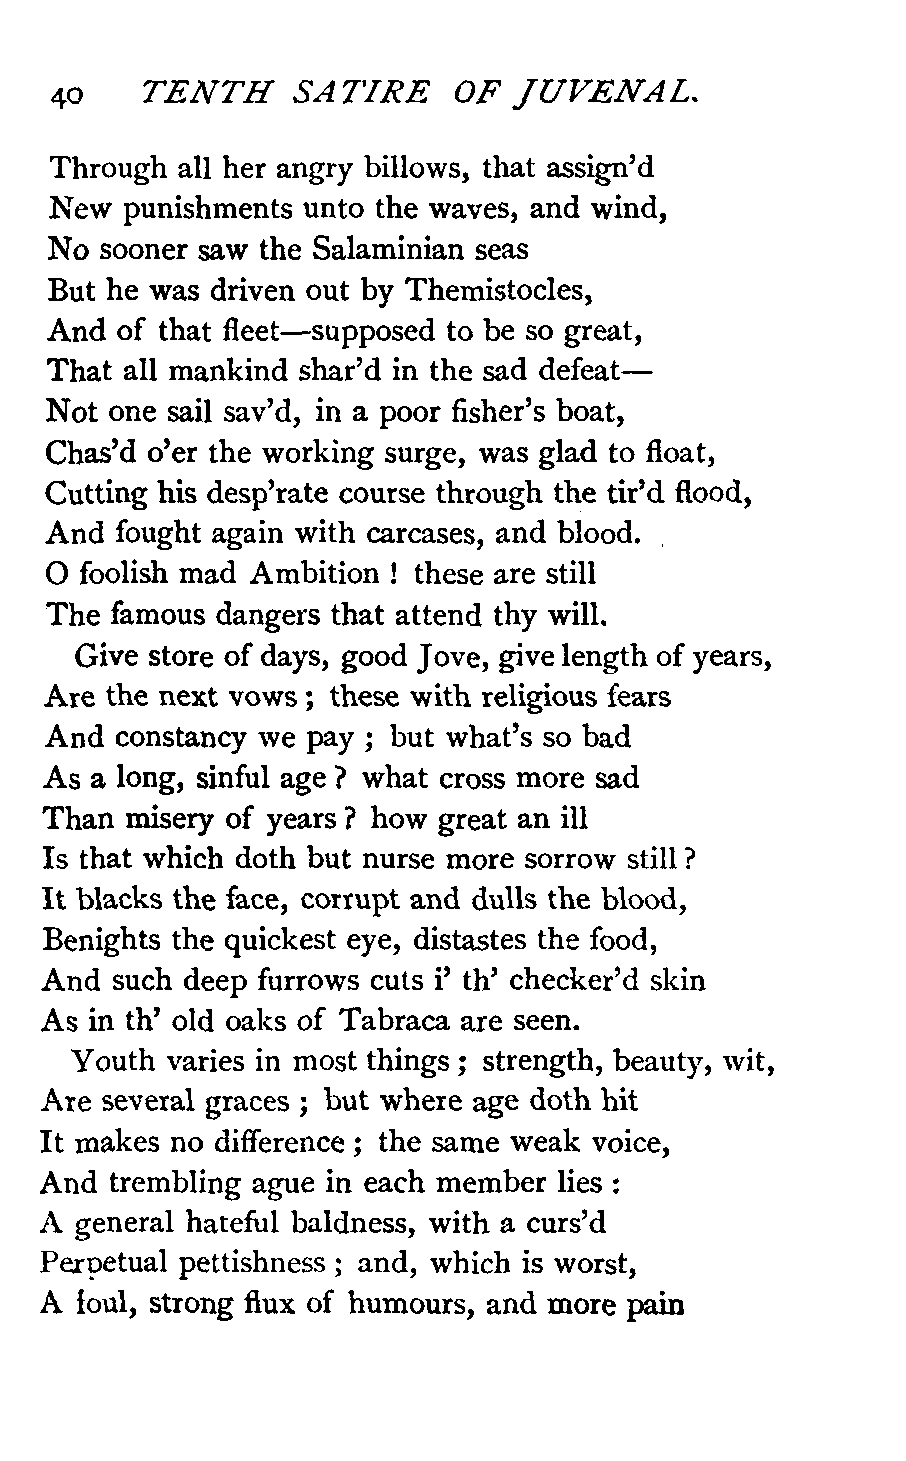 40 TENTH SATIRE OF JUVENAL.
Through all her angry billows, that assign'd
New punishments unto the waves, and wind,
No sooner saw the Salaminian seas
But he was driven out by Themistocles,
And of that fleet—supposed to be so great,
That all mankind shar'd in the sad defeat—
Not one sail sav'd, in a poor fisher's boat,
Chas'd o'er the working surge, was glad to float,
Cutting his desp'rate course through the tir'd flood,
And fought again with carcases, and blood.
O foolish mad Ambition ! these are still
The famous dangers that attend thy will.
Give store of days, good Jove, give length of years,
Are the next vows ; these with religious fears
And constancy we pay ; but what's so bad
As a long, sinful age ? what cross more sad
Than misery of years ? how great an ill
Is that which doth but nurse more sorrow still ?
It blacks the face, corrupt and dulls the blood,
Benights the quickest eye, distastes the food,
And such deep furrows cuts i' th' checker'd skin
As in th' old oaks of Tabraca are seen.
Youth varies in most things ; strength, beauty, wit,
Are several graces ; but where age doth hit
It makes no difference ; the same weak voice,
And trembling ague in each member lies :
A general hateful baldness, with a curs'd
Perpetual pettishness ; and, which is worst,
A foul, strong flux of humours, and more pain